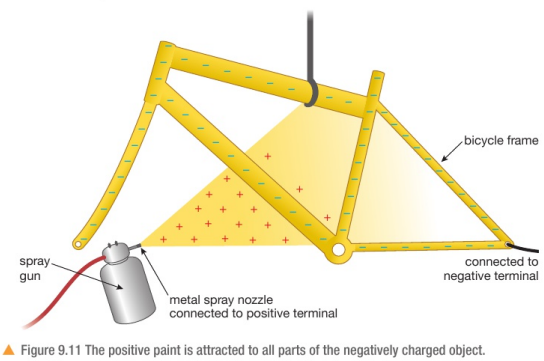 bicycle frame
connected to
negative terminal
spray
gun
metal spray nozzle
connected to positive terminal
▲ Figure 9.11 The positive paint is attracted to all parts of the negatively charged object.